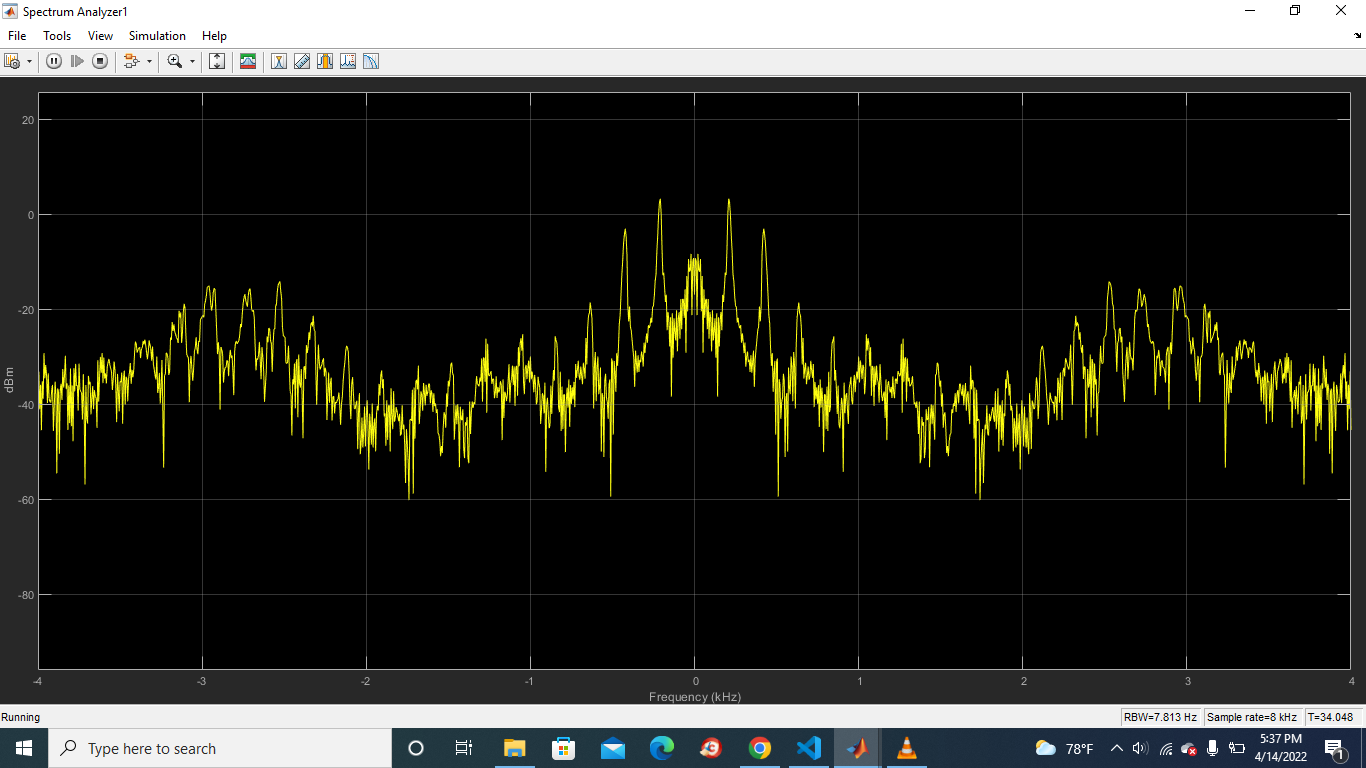 Spectrum Analyzer1
File Tools View Simulation Help
20
0
-20
-40
-60
-80
dBm
-4 -3 -2 -1 0 1 2 3 4
Frequency (kHz)
Running
RBW=7.813 Hz Sample rate=8 kHz T=34.048
Type here to search
78°F
5:37 PM
4/14/2022
1